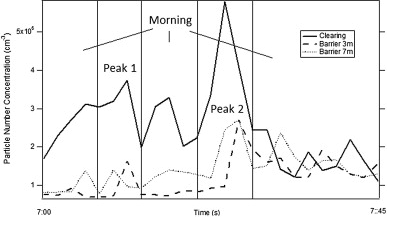 Morning
5x10⁵
4
3
2
1
Particle Number Concentration (cm⁻³)
Peak 1
Peak 2
Clearing
Barrier 3m
Barrier 7m
7:00
Time (s)
7:45